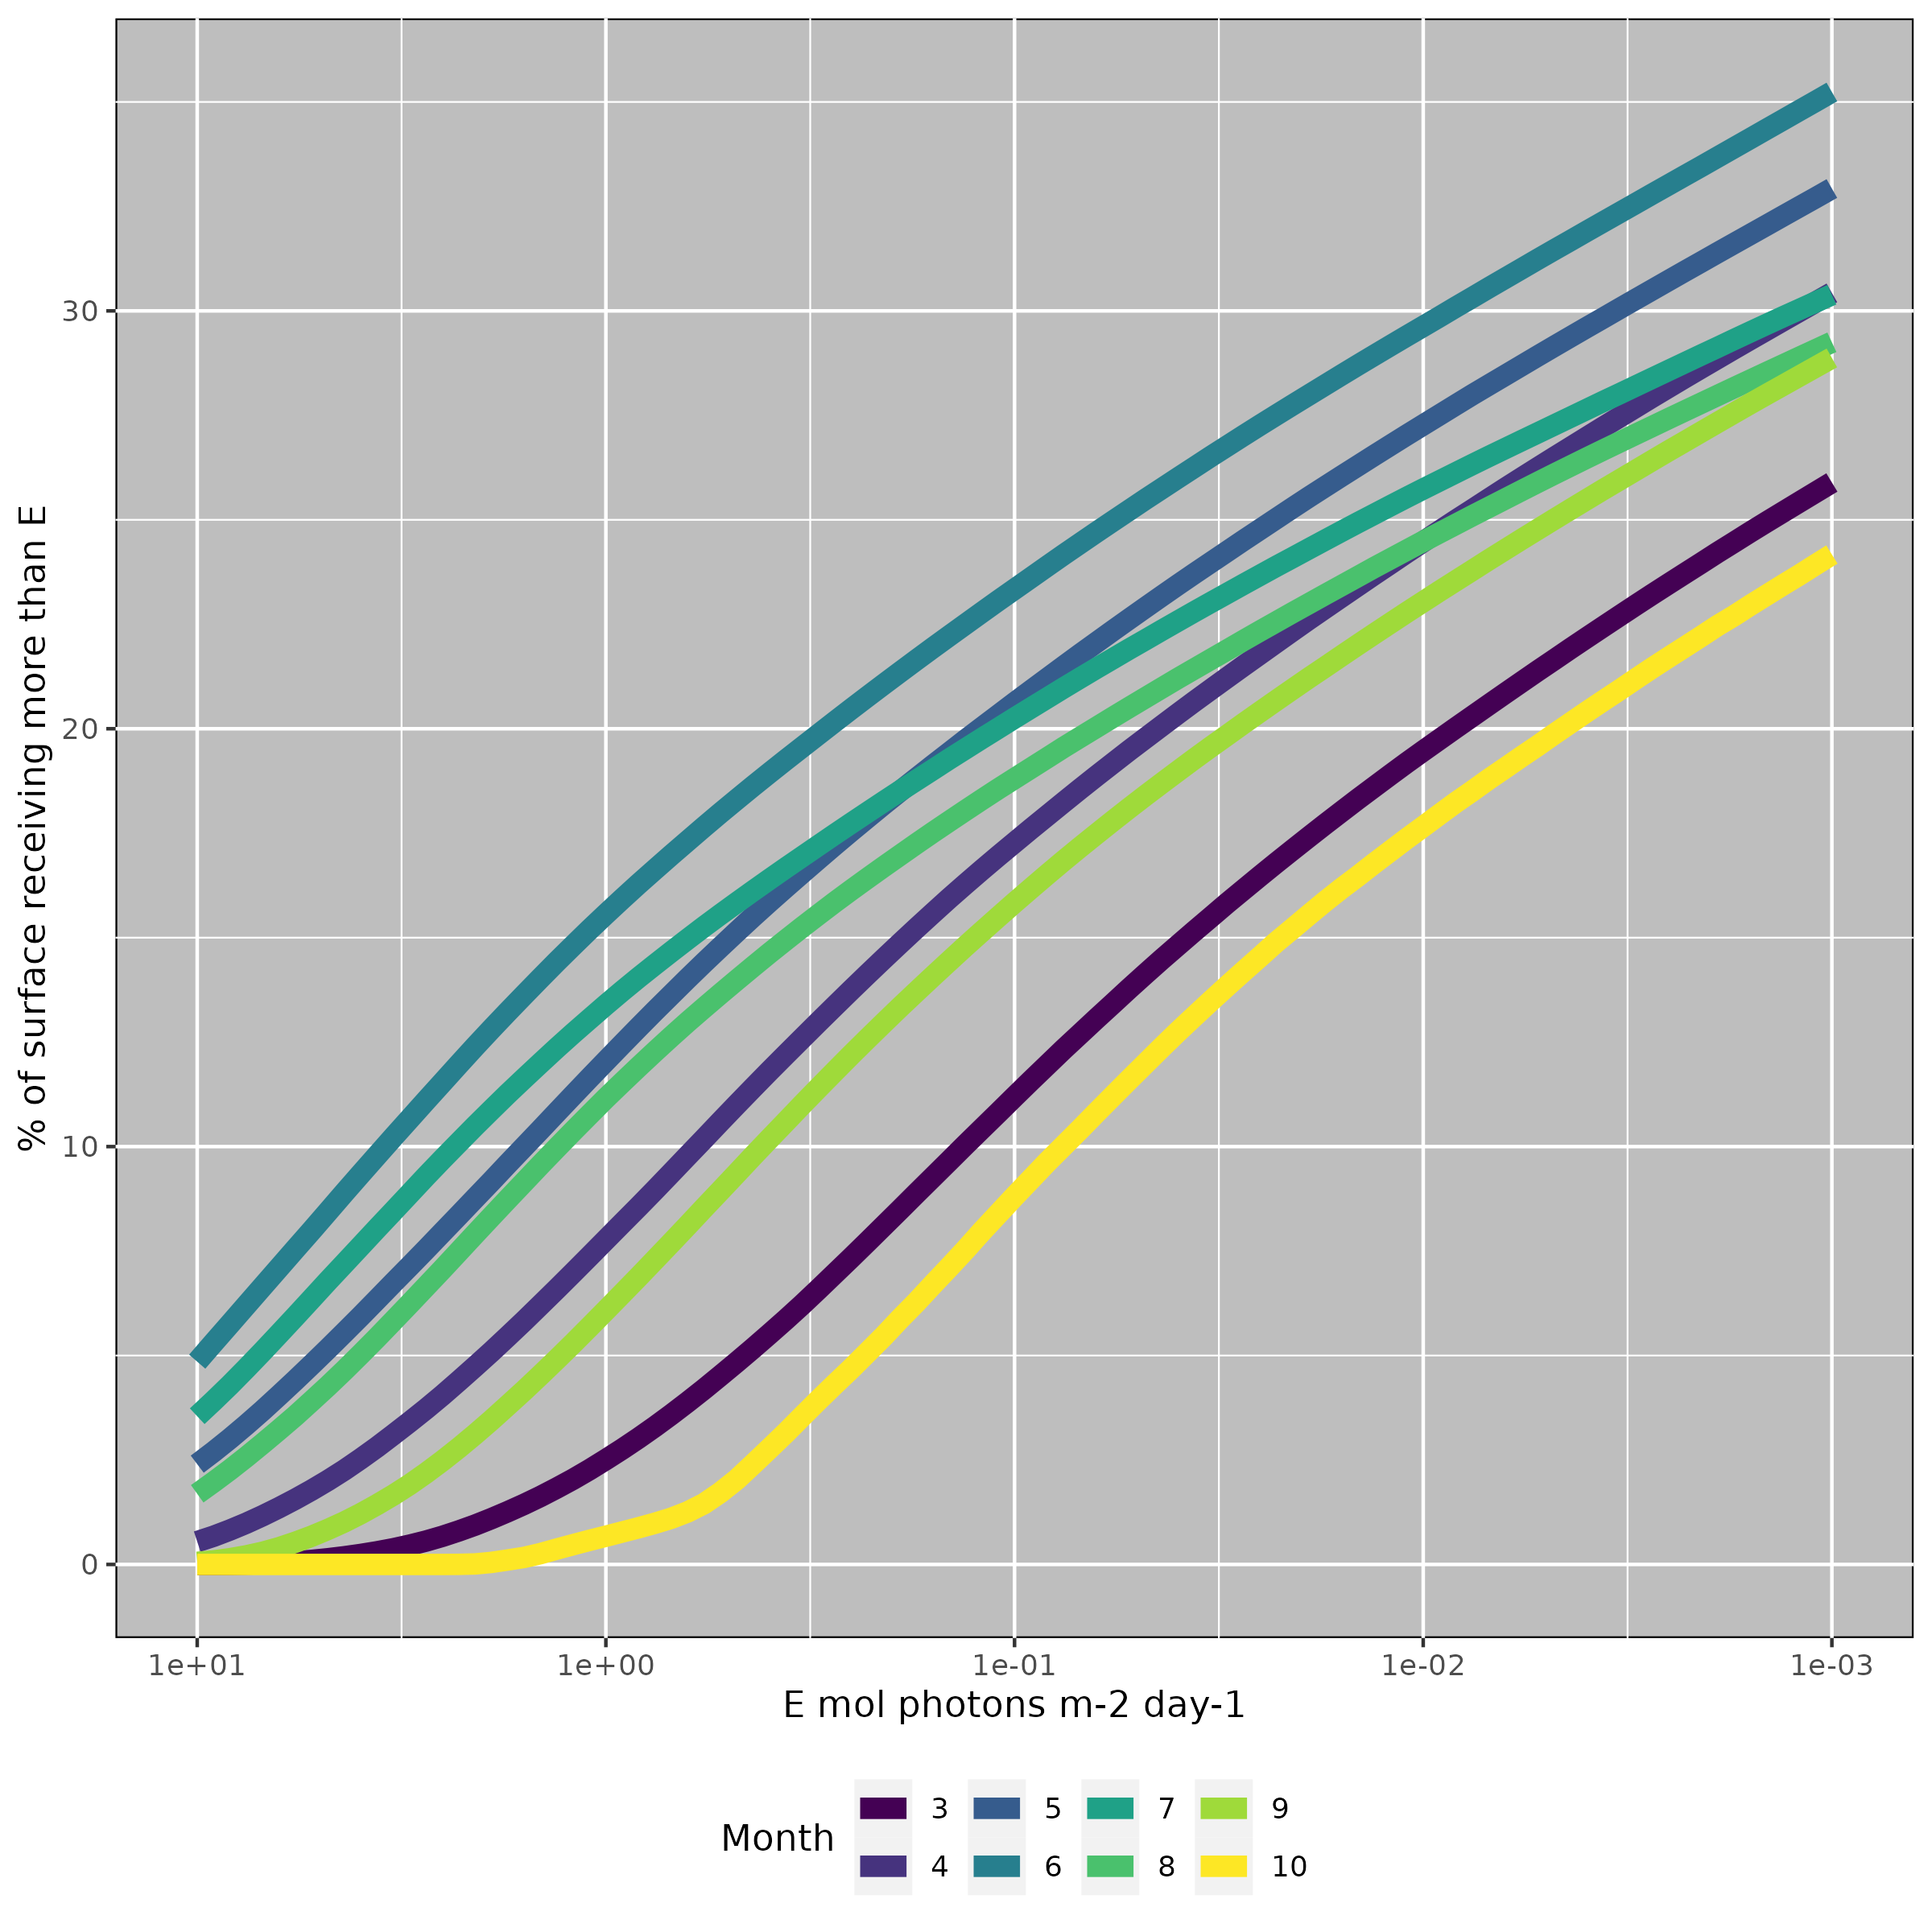 % of surface receiving more than E
30
20
10
0
1e+01 1e+00 1e-01 1e-02 1e-03
E mol photons m-2 day-1
Month
3 5 7 9
4 6 8 10